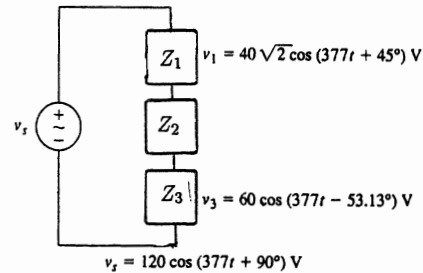 Z₁ v₁ = 40 √2 cos (377t + 45°) V
+
~
−
vₛ
Z₂
Z₃ v₃ = 60 cos (377t − 53.13°) V
vₛ = 120 cos (377t + 90°) V